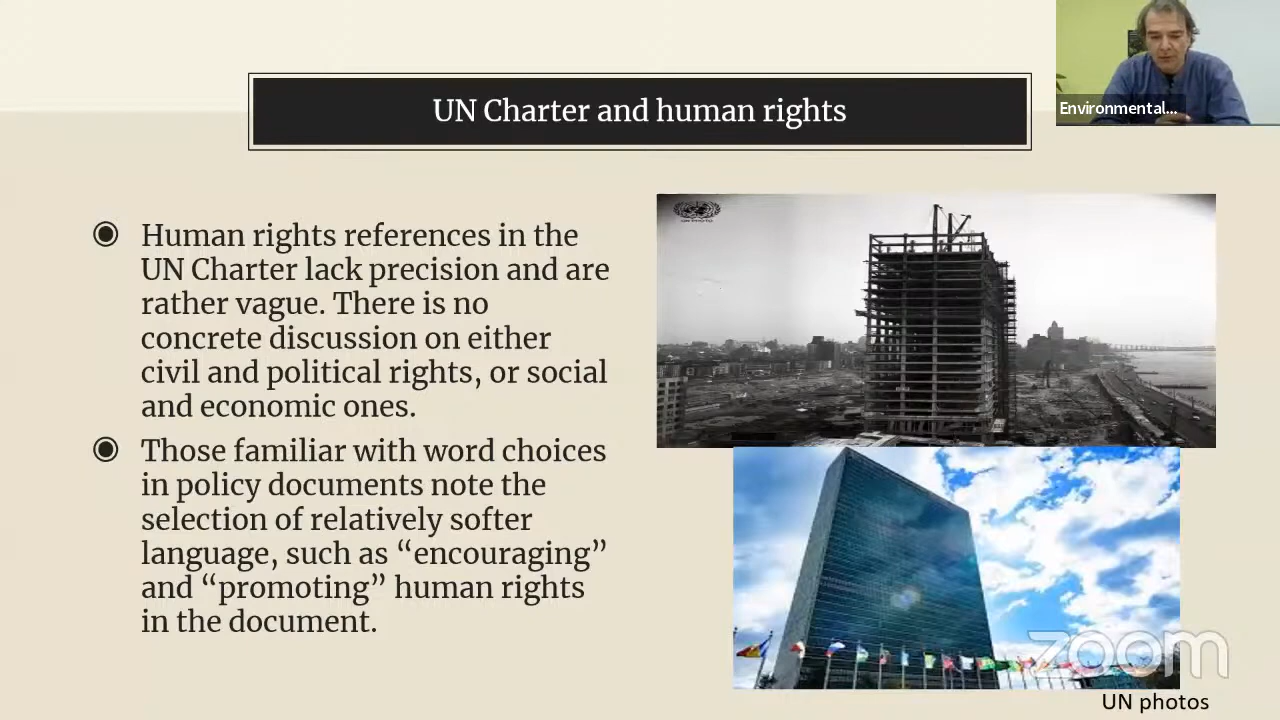 UN Charter and human rights
Environmental...
Human rights references in the
UN Charter lack precision and are
rather vague. There is no
concrete discussion on either
civil and political rights, or social
and economic ones.
Those familiar with word choices
in policy documents note the
selection of relatively softer
language, such as “encouraging”
and “promoting” human rights
in the document.
zoom
UN photos